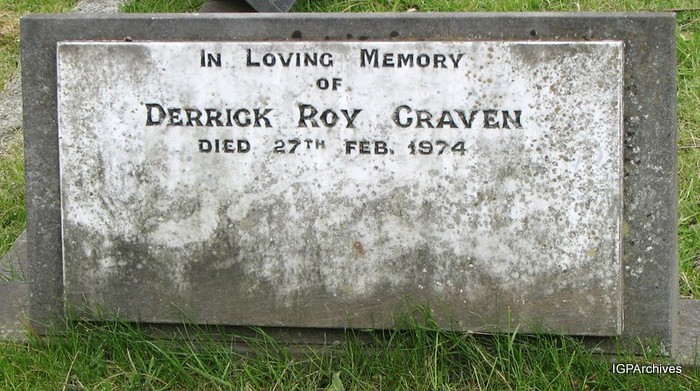 In Loving Memory
of
Derrick Roy Craven
died 27th Feb. 1974
IGPArchives